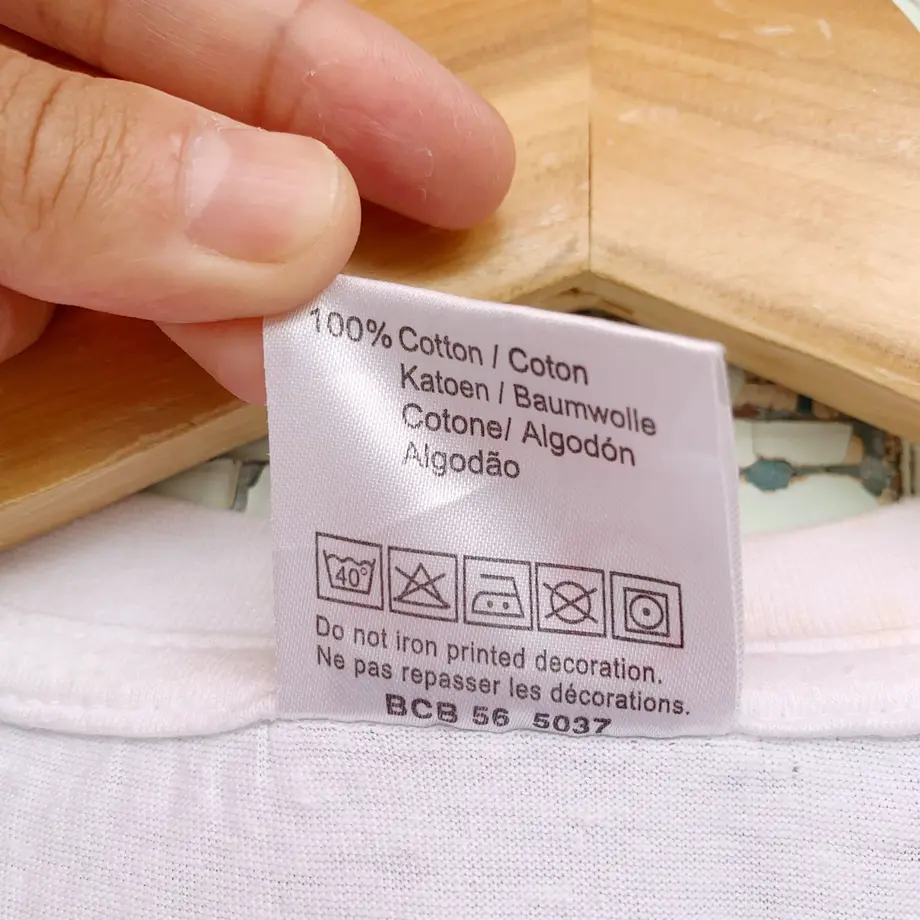 100% Cotton / Coton
Katoen / Baumwolle
Cotone/ Algodón
Algodão
40°
Do not iron printed decoration.
Ne pas repasser les décorations.
BCB 56 5037